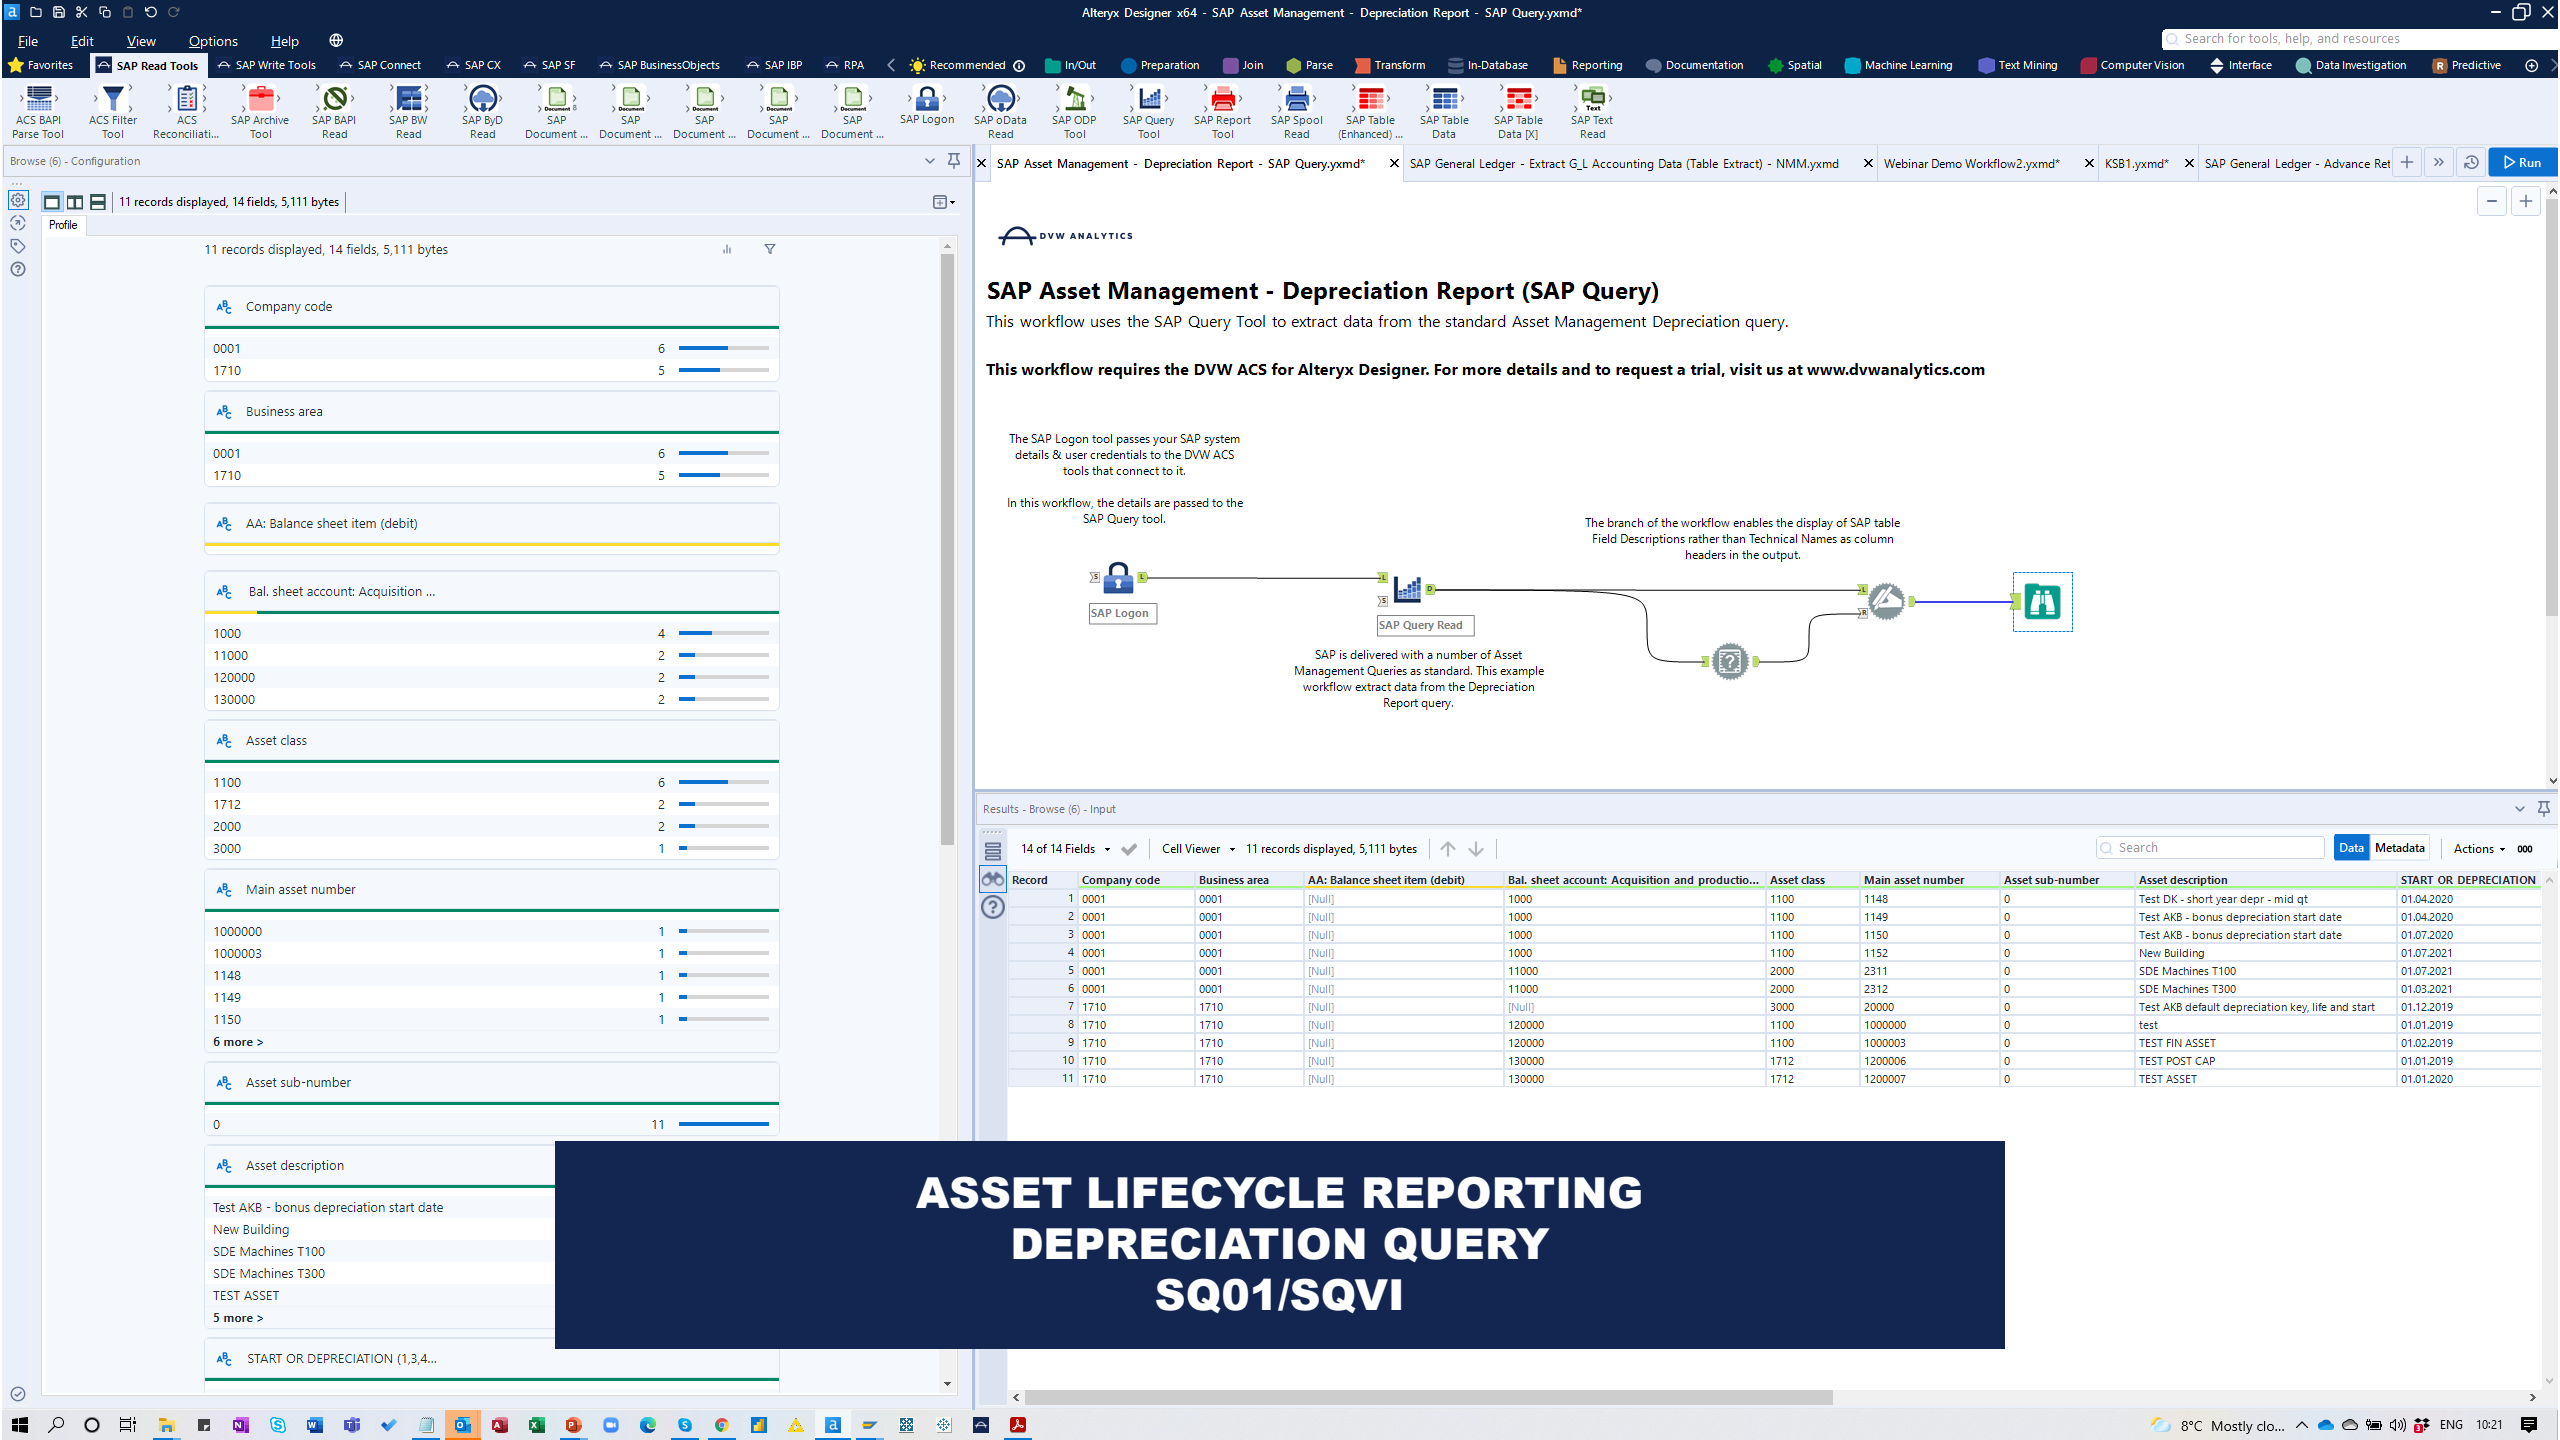 Alteryx Designer x64 - SAP Asset Management - Depreciation Report - SAP Query.yxmd*
File Edit View Options Help
Search for tools, help, and resources
Favorites SAP Read Tools SAP Write Tools SAP Connect SAP CX SAP SF SAP BusinessObjects SAP IBP RPA Recommended In/Out Preparation Join Parse Transform In-Database Reporting Documentation Spatial Machine Learning Text Mining Computer Vision Interface Data Investigation Predictive
ACS BAPI Parse Tool
ACS Filter Tool
ACS Reconciliati...
SAP Archive Tool
SAP BAPI Read
SAP BW Read
SAP ByD Read
SAP Document ...
SAP Document ...
SAP Document ...
SAP Document ...
SAP Document ...
SAP Logon
SAP oData Read
SAP ODP Tool
SAP Query Tool
SAP Report Tool
SAP Spool Read
SAP Table (Enhanced) ...
SAP Table Data
SAP Table Data [X]
SAP Text Read
Browse (6) - Configuration
11 records displayed, 14 fields, 5,111 bytes
Profile
11 records displayed, 14 fields, 5,111 bytes
Company code
0001 6
1710 5
Business area
0001 6
1710 5
AA: Balance sheet item (debit)
Bal. sheet account: Acquisition ...
1000 4
11000 2
120000 2
130000 2
Asset class
1100 6
1712 2
2000 2
3000 1
Main asset number
1000000 1
1000003 1
1148 1
1149 1
1150 1
6 more >
Asset sub-number
0 11
Asset description
Test AKB - bonus depreciation start date
New Building
SDE Machines T100
SDE Machines T300
TEST ASSET
5 more >
START OR DEPRECIATION (1,3,4...
SAP Asset Management - Depreciation Report - SAP Query.yxmd* SAP General Ledger - Extract G_L Accounting Data (Table Extract) - NMM.yxmd Webinar Demo Workflow2.yxmd* KSB1.yxmd* SAP General Ledger - Advance Ret Run
DVW ANALYTICS
SAP Asset Management - Depreciation Report (SAP Query)
This workflow uses the SAP Query Tool to extract data from the standard Asset Management Depreciation query.
This workflow requires the DVW ACS for Alteryx Designer. For more details and to request a trial, visit us at www.dvwanalytics.com
The SAP Logon tool passes your SAP system
details & user credentials to the DVW ACS
tools that connect to it.
In this workflow, the details are passed to the
SAP Query tool.
SAP Logon
SAP Query Read
SAP is delivered with a number of Asset
Management Queries as standard. This example
workflow extract data from the Depreciation
Report query.
The branch of the workflow enables the display of SAP table
Field Descriptions rather than Technical Names as column
headers in the output.
Results - Browse (6) - Input
14 of 14 Fields Cell Viewer 11 records displayed, 5,111 bytes Search Data Metadata Actions 000
Record Company code Business area AA: Balance sheet item (debit) Bal. sheet account: Acquisition and productio... Asset class Main asset number Asset sub-number Asset description START OR DEPRECIATION
1 0001 0001 [Null] 1000 1100 1148 0 Test DK - short year depr - mid qt 01.04.2020
2 0001 0001 [Null] 1000 1100 1149 0 Test AKB - bonus depreciation start date 01.04.2020
3 0001 0001 [Null] 1000 1100 1150 0 Test AKB - bonus depreciation start date 01.07.2020
4 0001 0001 [Null] 1000 1100 1152 0 New Building 01.07.2021
5 0001 0001 [Null] 11000 2000 2311 0 SDE Machines T100 01.07.2021
6 0001 0001 [Null] 11000 2000 2312 0 SDE Machines T300 01.03.2021
7 1710 1710 [Null] [Null] 3000 20000 0 Test AKB default depreciation key, life and start 01.12.2019
8 1710 1710 [Null] 120000 1100 1000000 0 test 01.01.2019
9 1710 1710 [Null] 120000 1100 1000003 0 TEST FIN ASSET 01.02.2019
10 1710 1710 [Null] 130000 1712 1200006 0 TEST POST CAP 01.01.2019
11 1710 1710 [Null] 130000 1712 1200007 0 TEST ASSET 01.01.2020
ASSET LIFECYCLE REPORTING
DEPRECIATION QUERY
SQ01/SQVI
8°C Mostly clo... ENG 10:21